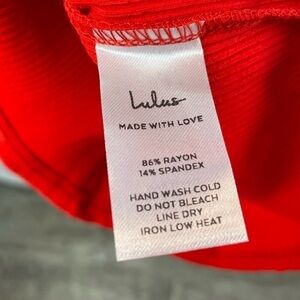 Lulus
MADE WITH LOVE
86% RAYON
14% SPANDEX
HAND WASH COLD
DO NOT BLEACH
LINE DRY
IRON LOW HEAT